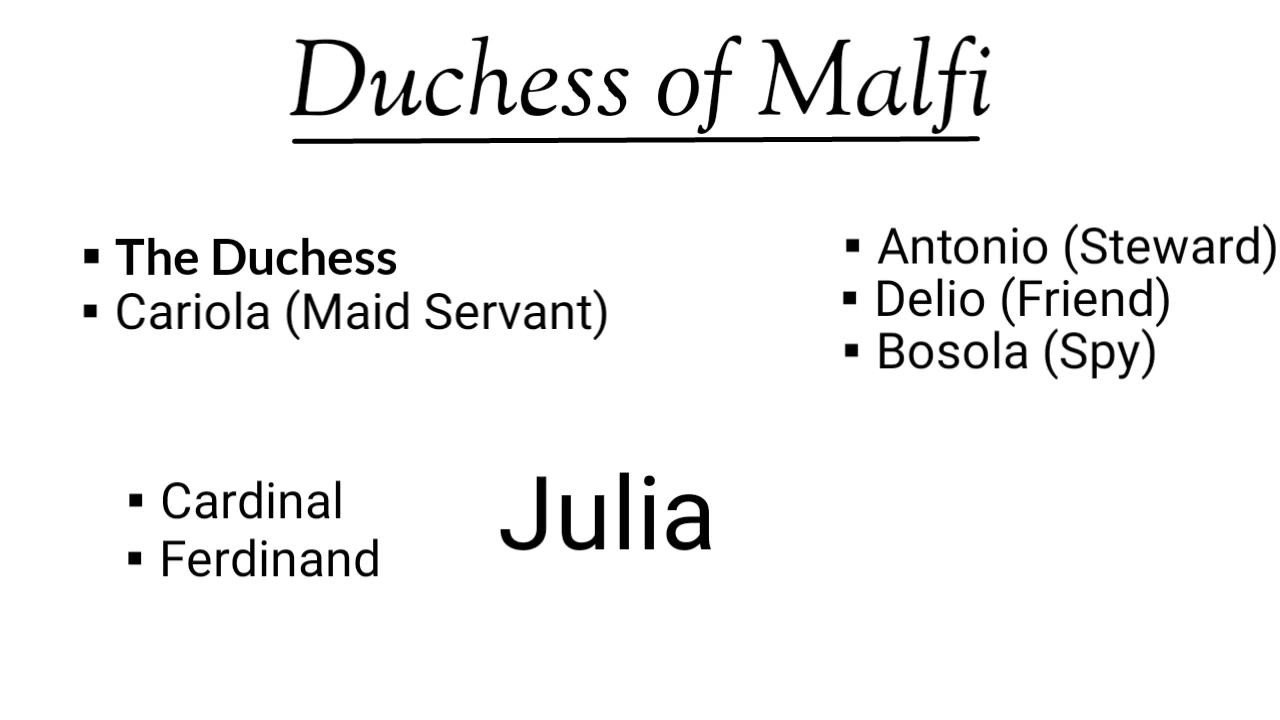 Duchess of Malfi
▪ The Duchess
▪ Cariola (Maid Servant)
▪ Antonio (Steward)
▪ Delio (Friend)
▪ Bosola (Spy)
▪ Cardinal
▪ Ferdinand
Julia